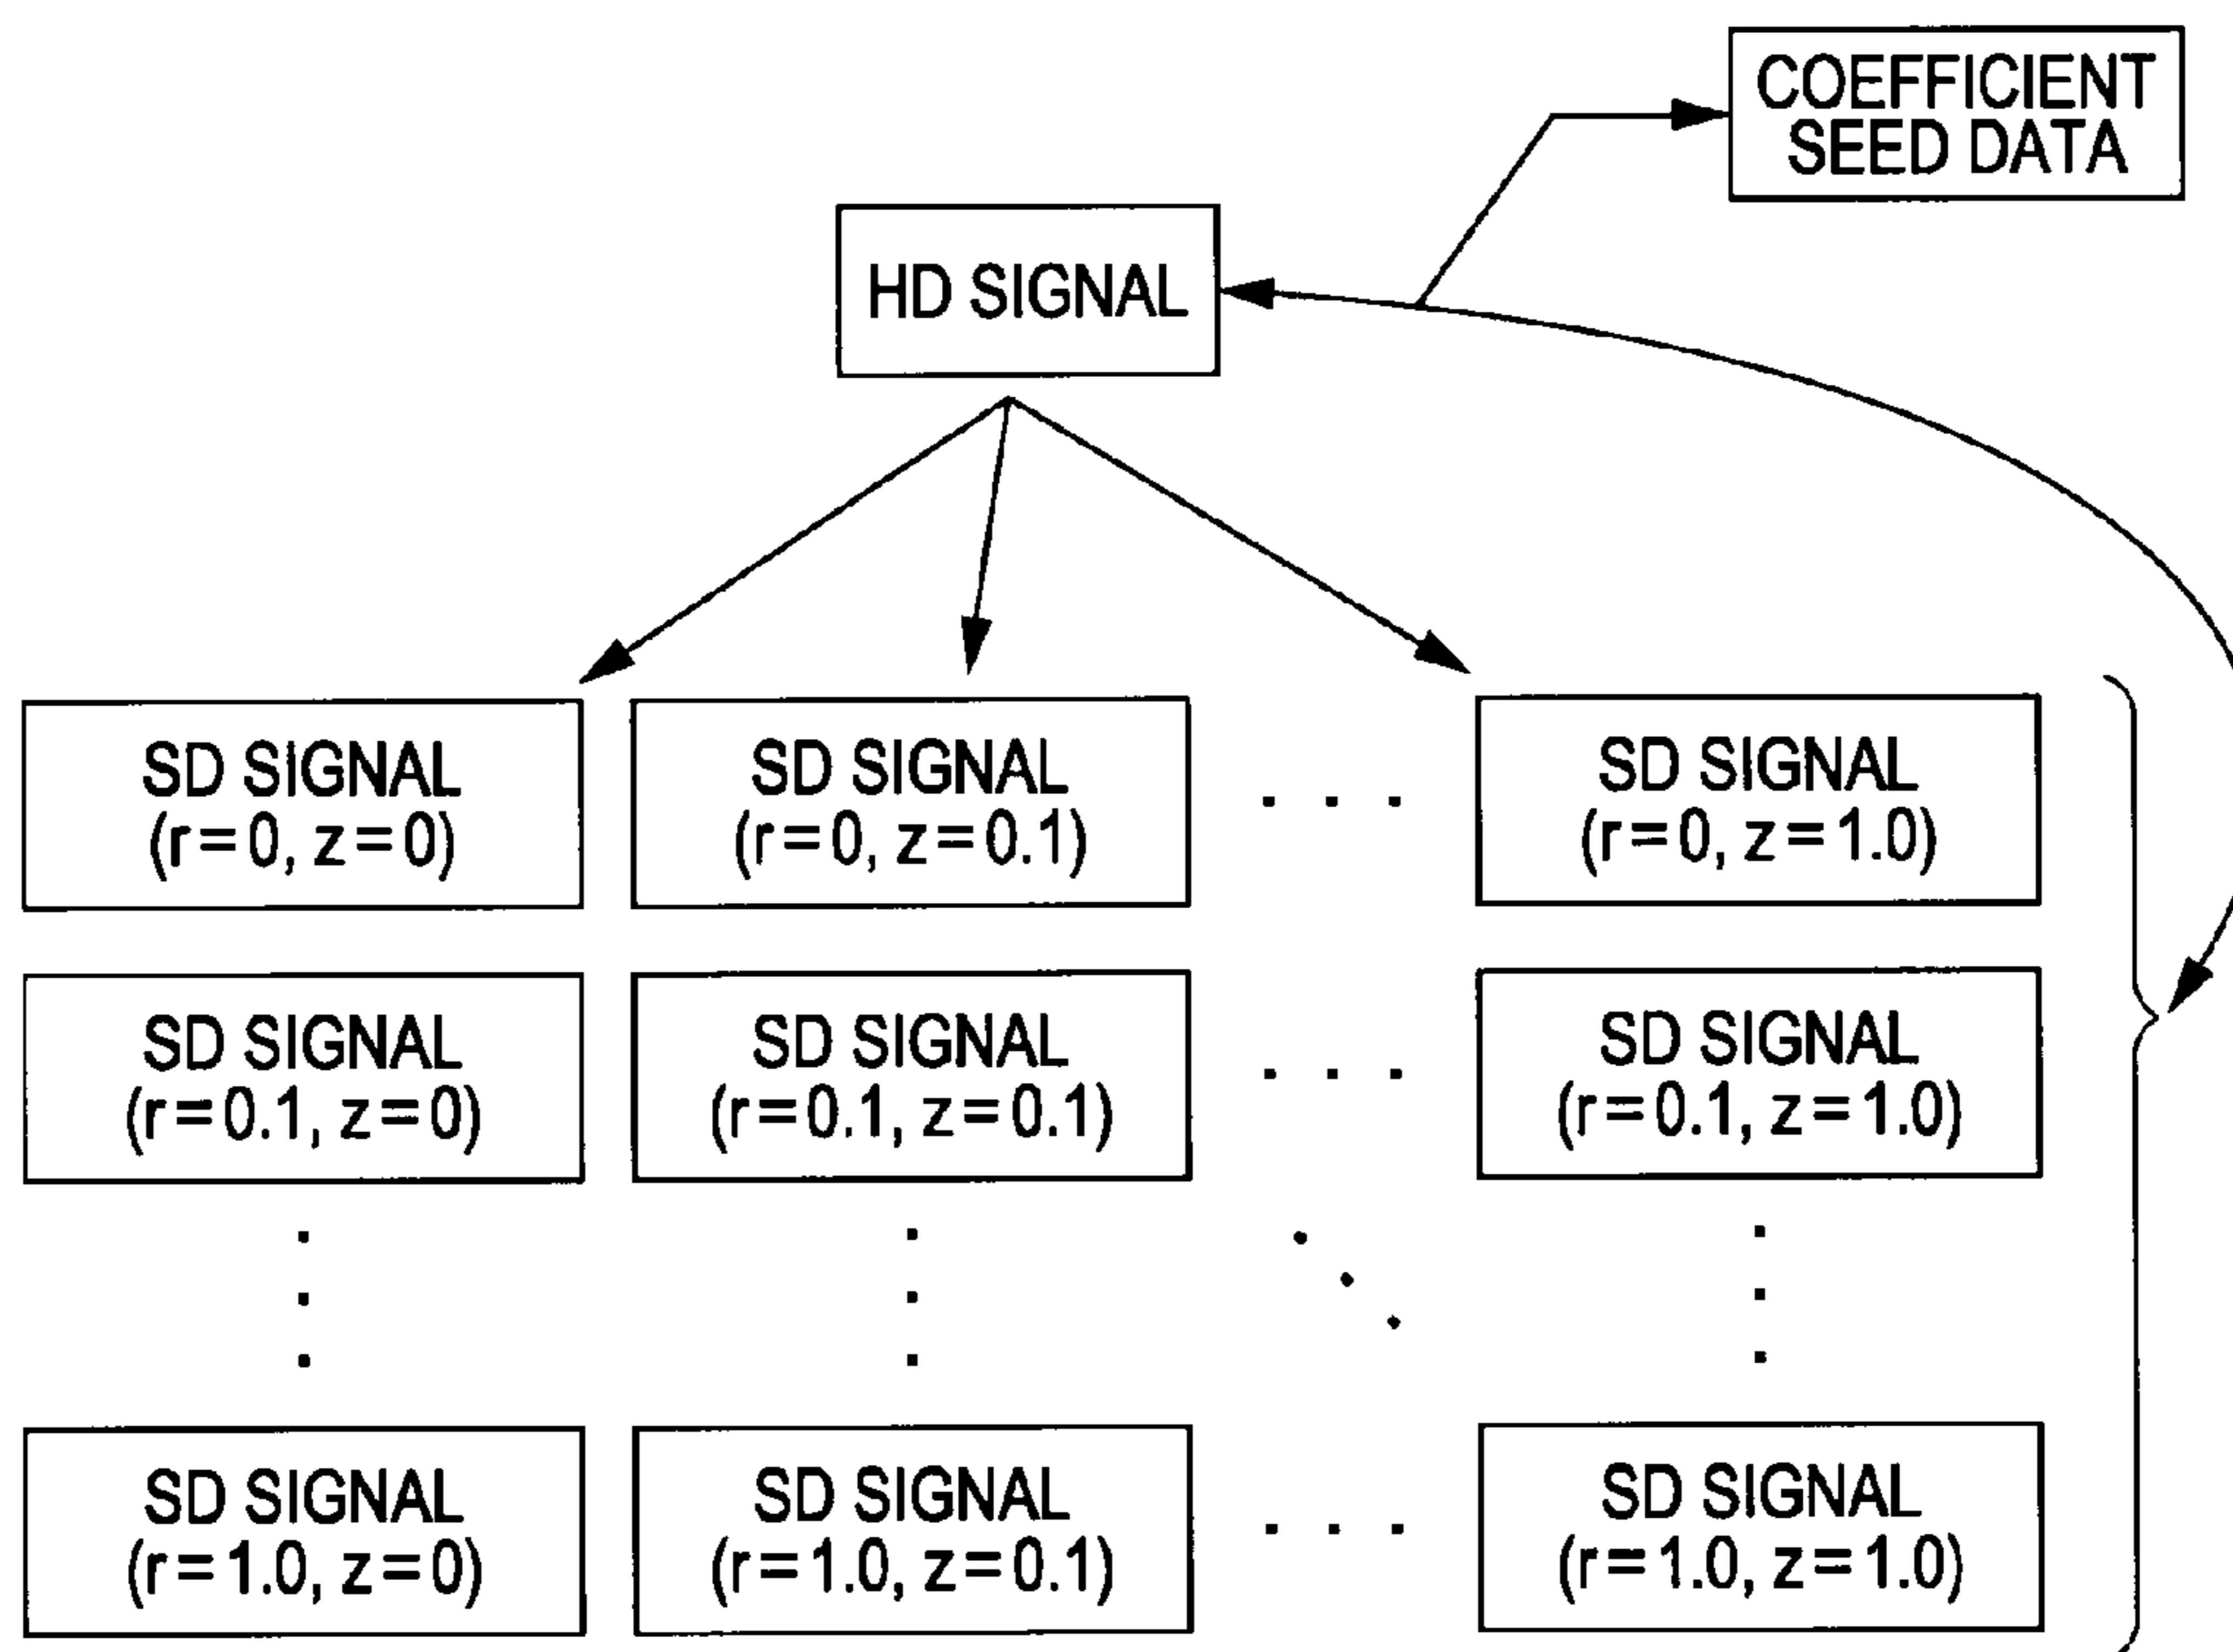 COEFFICIENT
SEED DATA
HD SIGNAL
SD SIGNAL
(r=0, z=0)
SD SIGNAL
(r=0, z=0.1)
. . .
SD SIGNAL
(r=0, z=1.0)
SD SIGNAL
(r=0.1, z=0)
SD SIGNAL
(r=0.1, z=0.1)
. . .
SD SIGNAL
(r=0.1, z=1.0)
SD SIGNAL
(r=1.0, z=0)
SD SIGNAL
(r=1.0, z=0.1)
. . .
SD SIGNAL
(r=1.0, z=1.0)